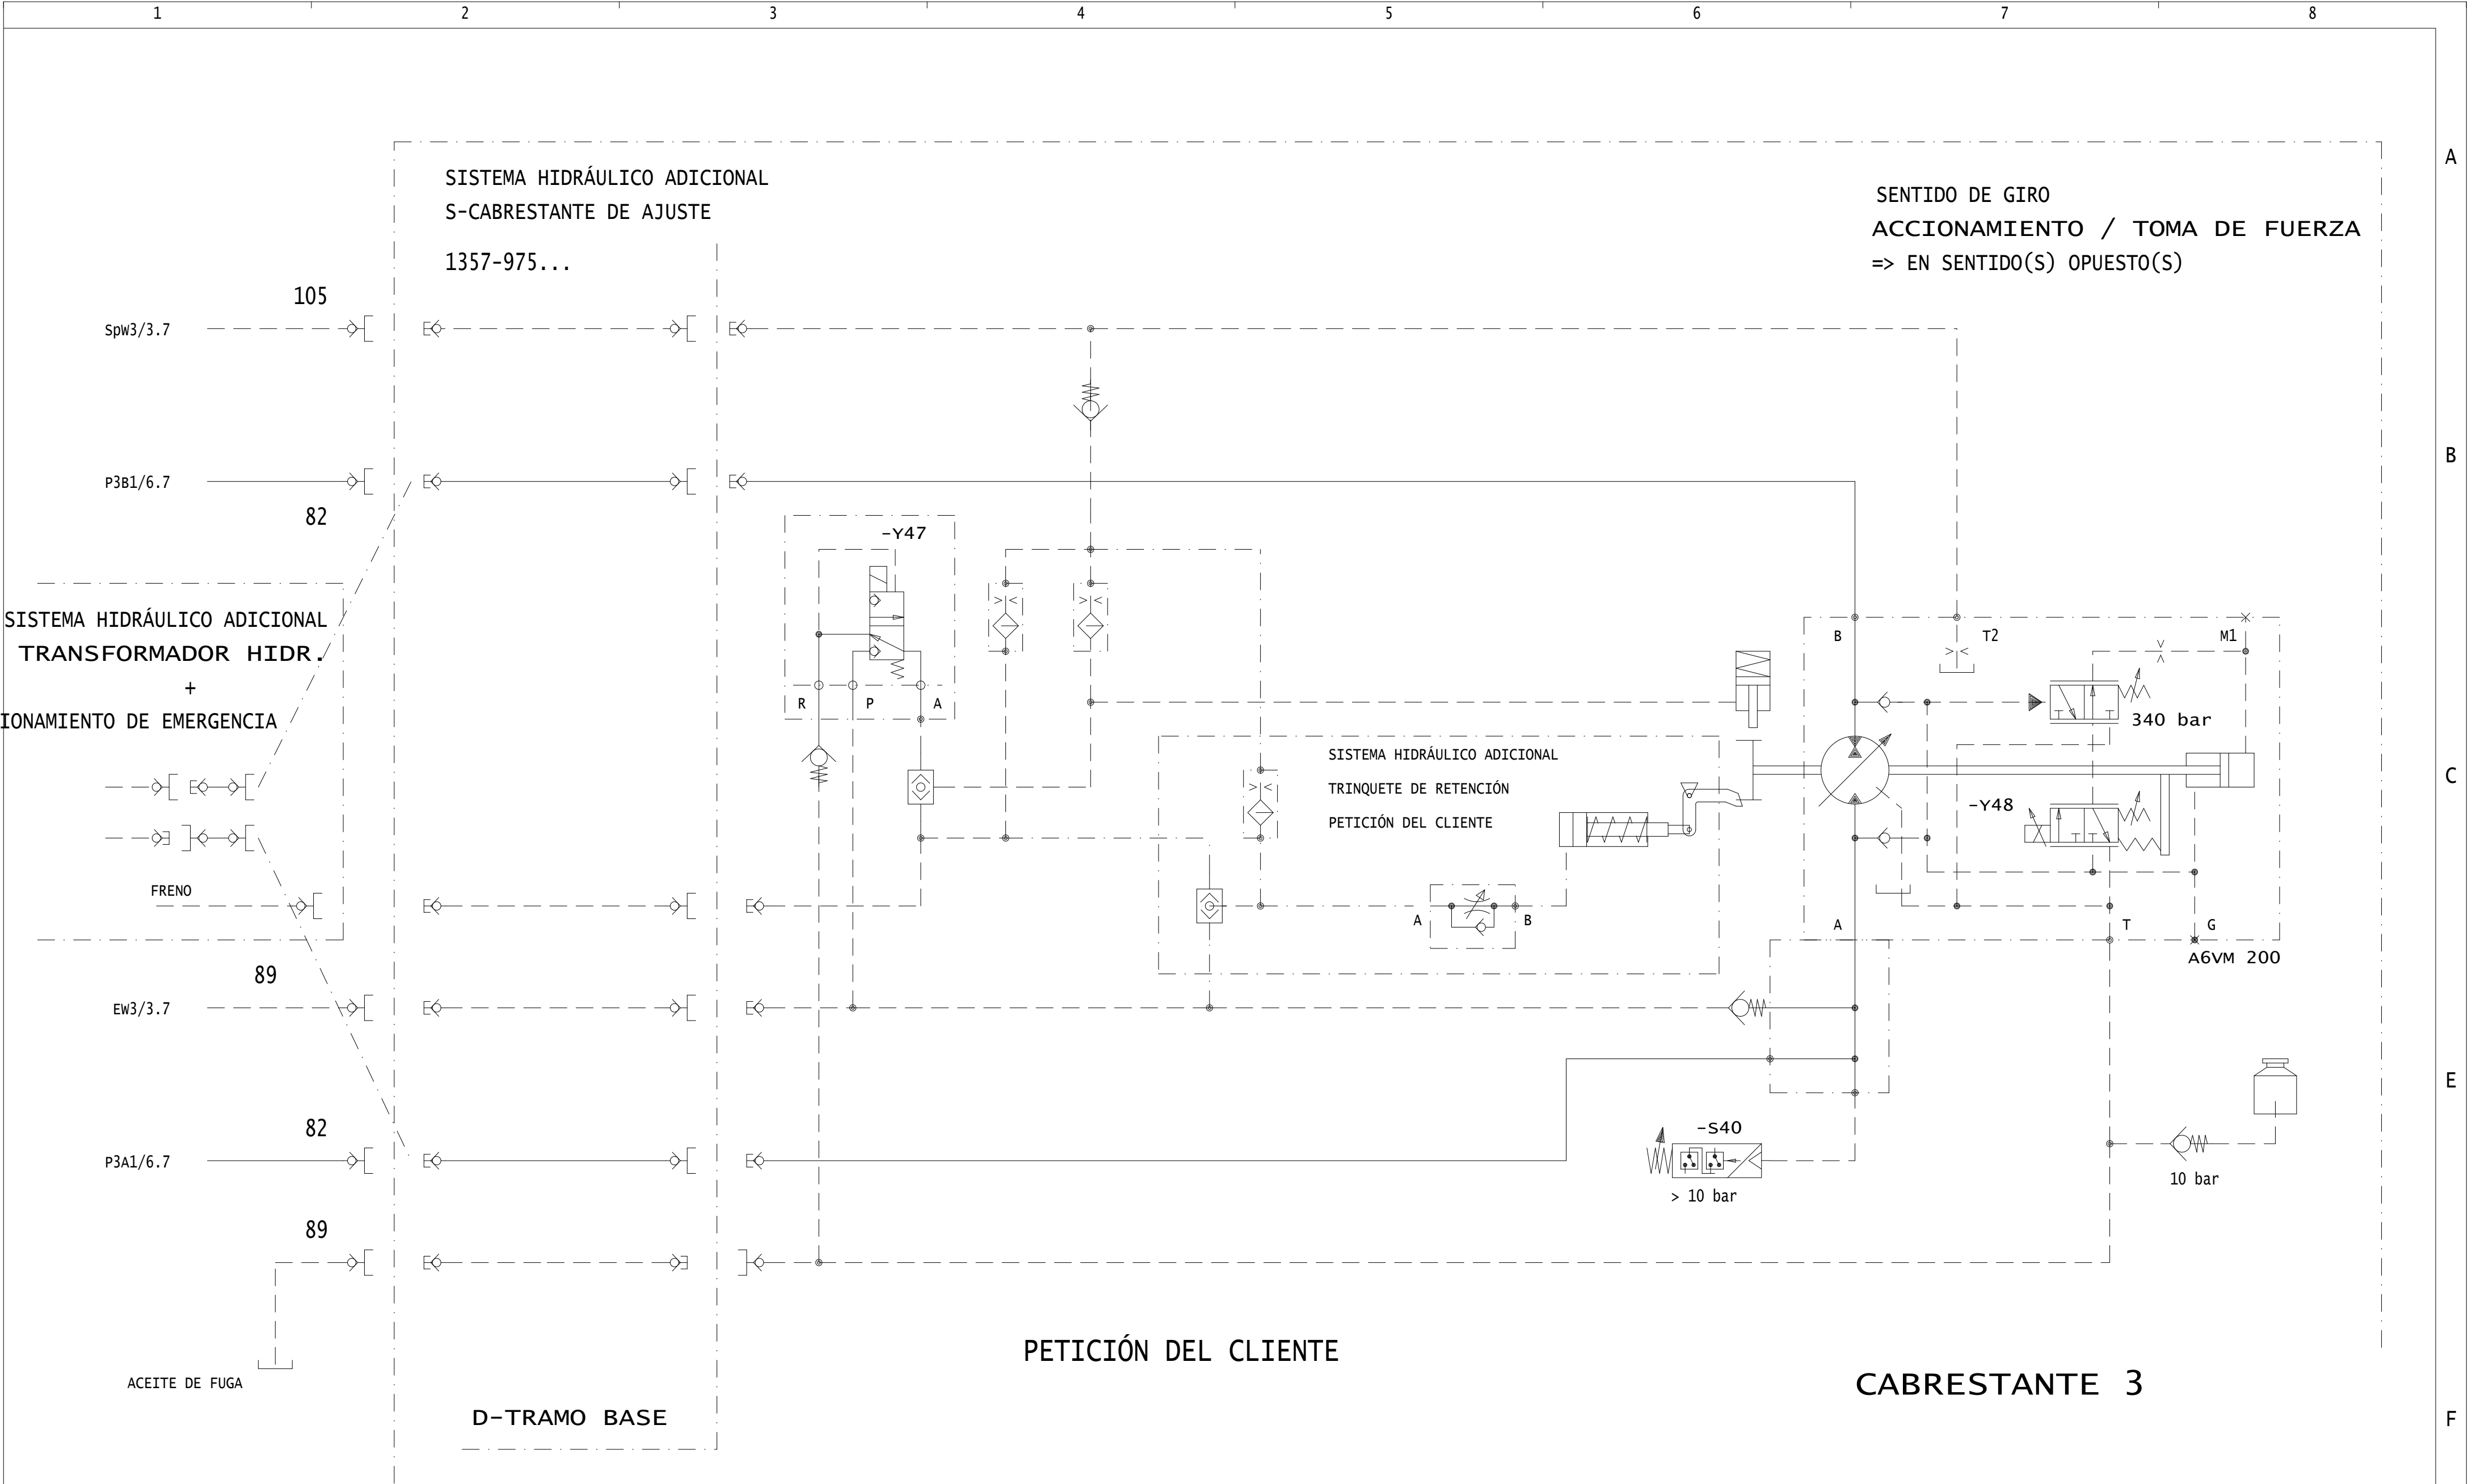 1 2 3 4 5 6 7 8
A
B
C
E
F
SISTEMA HIDRÁULICO ADICIONAL
S-CABRESTANTE DE AJUSTE
1357-975...
SENTIDO DE GIRO
ACCIONAMIENTO / TOMA DE FUERZA
=> EN SENTIDO(S) OPUESTO(S)
105
SpW3/3.7
P3B1/6.7
82
-Y47
R P A
SISTEMA HIDRÁULICO ADICIONAL
TRANSFORMADOR HIDR.
+
IONAMIENTO DE EMERGENCIA
FRENO
89
EW3/3.7
82
P3A1/6.7
89
ACEITE DE FUGA
SISTEMA HIDRÁULICO ADICIONAL
TRINQUETE DE RETENCIÓN
PETICIÓN DEL CLIENTE
A B
B T2 M1
340 bar
-Y48
A T G
A6VM 200
-S40
> 10 bar
10 bar
PETICIÓN DEL CLIENTE
CABRESTANTE 3
D-TRAMO BASE